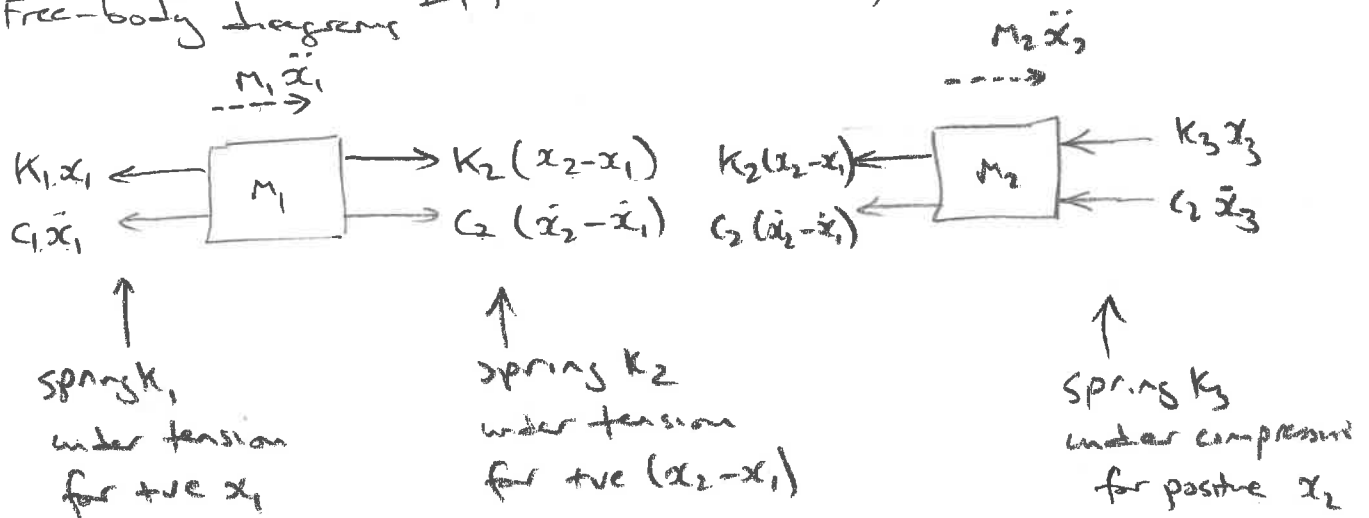 Free-body diagrams
M₁ẍ₁
M₂ẍ₂
K₁x₁
K₂(x₂-x₁)
K₂(x₂-x₁)
K₃x₃
M₁
M₂
C₁ẋ₁
C₂(ẋ₂-ẋ₁)
C₂(ẋ₂-ẋ₁)
C₂ẋ₃
spring K₁
under tension
for +ve x₁
spring K₂
under tension
for +ve (x₂-x₁)
spring K₃
under compression
for positive x₂